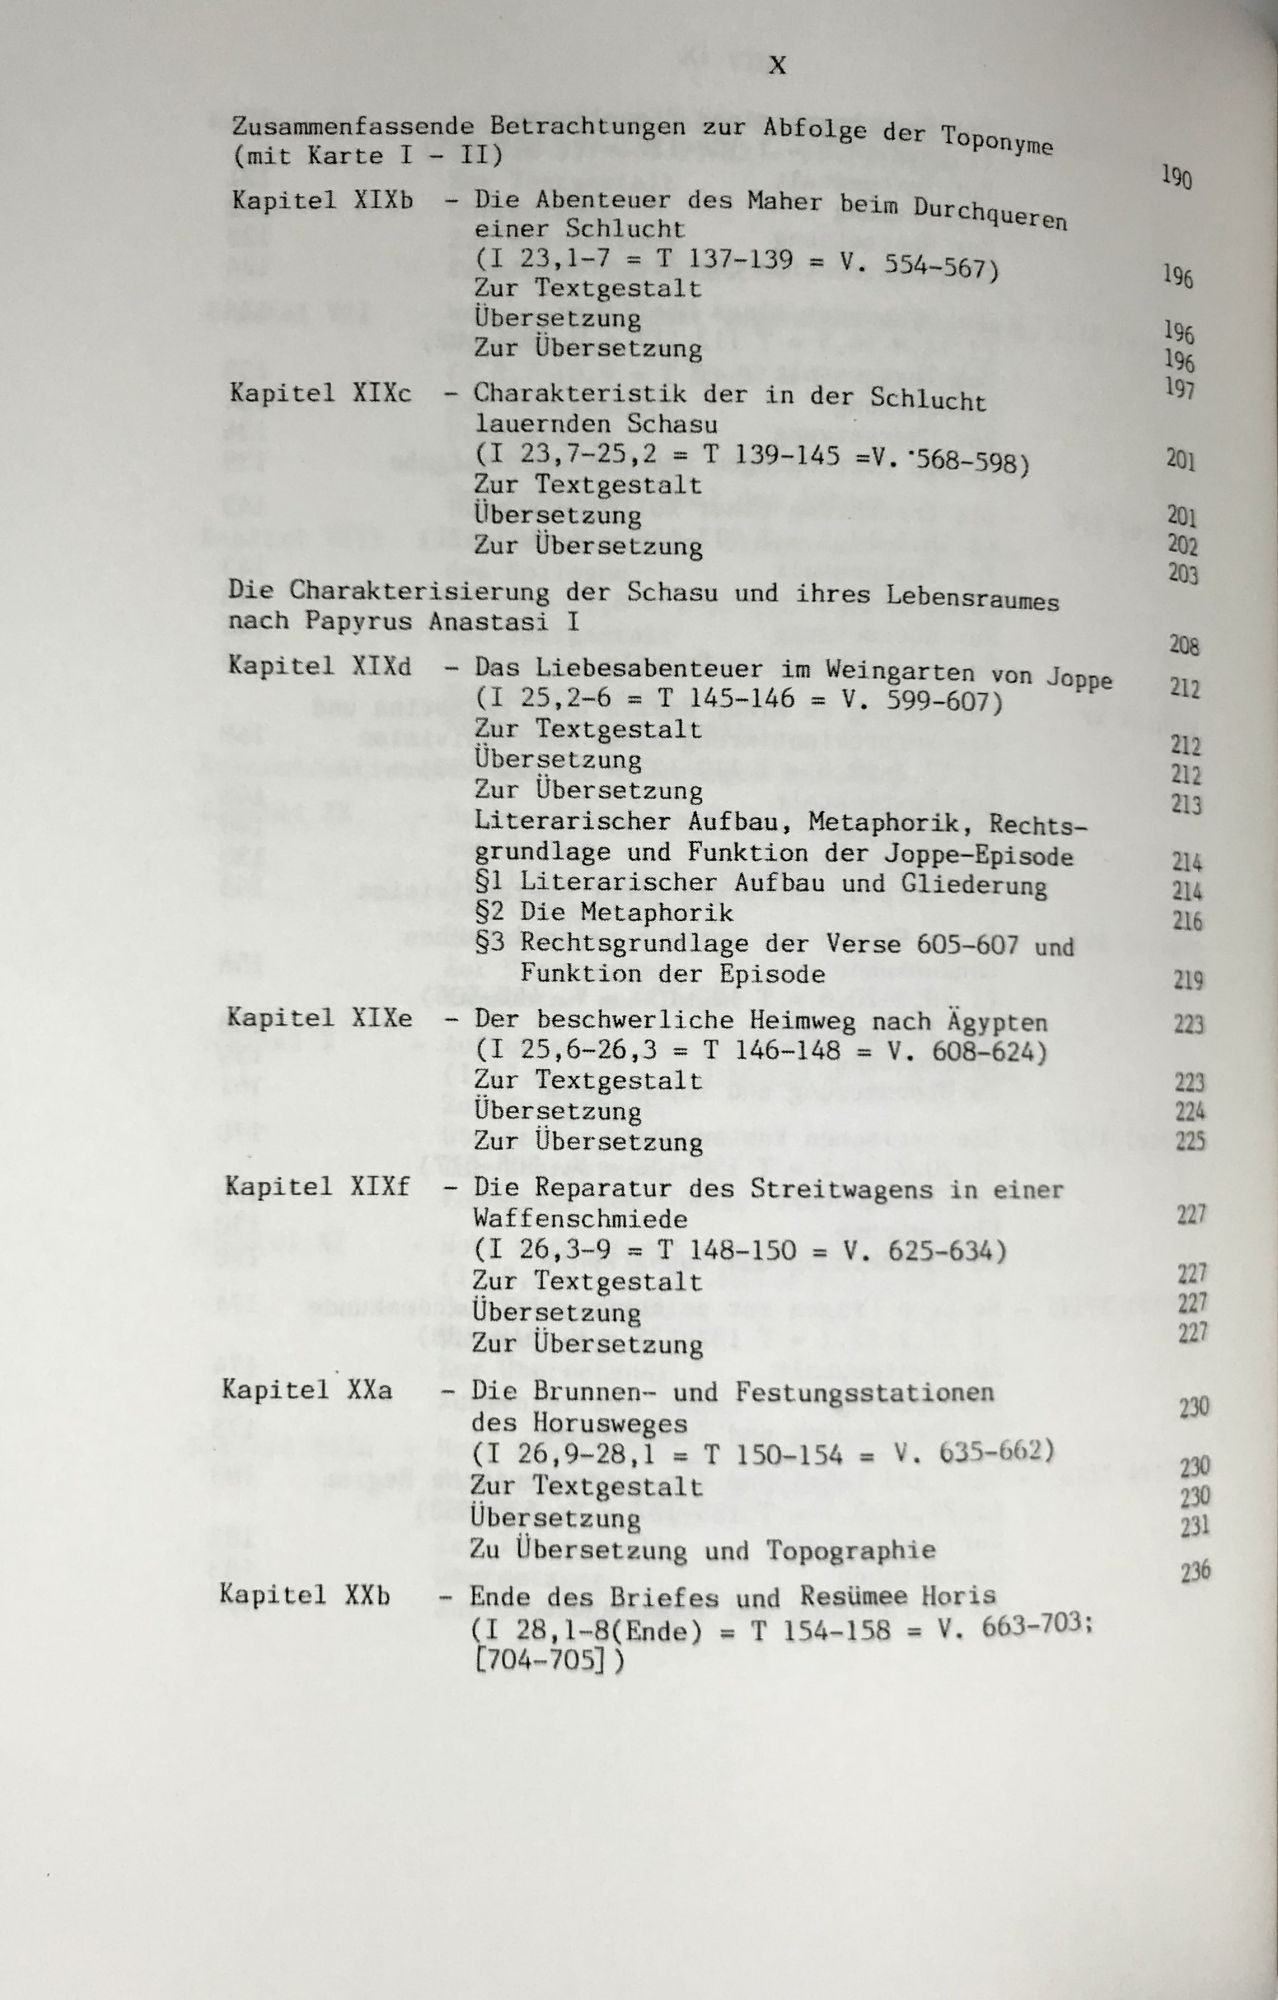 X
Zusammenfassende Betrachtungen zur Abfolge der Toponyme
(mit Karte I - II) 190
Kapitel XIXb - Die Abenteuer des Maher beim Durchqueren
einer Schlucht
(I 23,1-7 = T 137-139 = V. 554-567) 196
Zur Textgestalt 196
Übersetzung 196
Zur Übersetzung 197
Kapitel XIXc - Charakteristik der in der Schlucht
lauernden Schasu
(I 23,7-25,2 = T 139-145 =V. 568-598) 201
Zur Textgestalt 201
Übersetzung 202
Zur Übersetzung 203
Die Charakterisierung der Schasu und ihres Lebensraumes
nach Papyrus Anastasi I 208
Kapitel XIXd - Das Liebesabenteuer im Weingarten von Joppe
(I 25,2-6 = T 145-146 = V. 599-607) 212
Zur Textgestalt 212
Übersetzung 212
Zur Übersetzung 213
Literarischer Aufbau, Metaphorik, Rechts-
grundlage und Funktion der Joppe-Episode 214
§1 Literarischer Aufbau und Gliederung 214
§2 Die Metaphorik 216
§3 Rechtsgrundlage der Verse 605-607 und
Funktion der Episode 219
Kapitel XIXe - Der beschwerliche Heimweg nach Ägypten 223
(I 25,6-26,3 = T 146-148 = V. 608-624)
Zur Textgestalt 223
Übersetzung 224
Zur Übersetzung 225
Kapitel XIXf - Die Reparatur des Streitwagens in einer
Waffenschmiede 227
(I 26,3-9 = T 148-150 = V. 625-634)
Zur Textgestalt 227
Übersetzung 227
Zur Übersetzung 227
Kapitel XXa - Die Brunnen- und Festungsstationen
des Horusweges 230
(I 26,9-28,1 = T 150-154 = V. 635-662)
Zur Textgestalt 230
Übersetzung 230
Zu Übersetzung und Topographie 231
Kapitel XXb - Ende des Briefes und Resümee Horis 236
(I 28,1-8(Ende) = T 154-158 = V. 663-703;
[704-705])